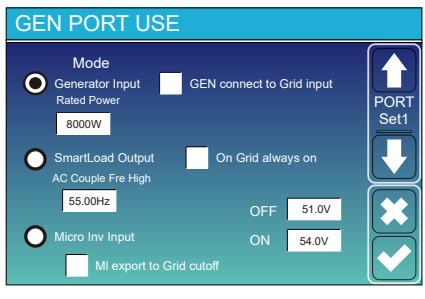 GEN PORT USE
Mode
Generator Input
GEN connect to Grid input
Rated Power
8000W
PORT
Set1
SmartLoad Output
On Grid always on
AC Couple Fre High
55.00Hz
OFF 51.0V
Micro Inv Input
ON 54.0V
MI export to Grid cutoff